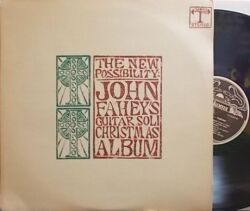 THE NEW
POSSIBILITY:
JOHN
FAHEY'S
GUITAR SOLI
CHRISTMAS
ALBUM